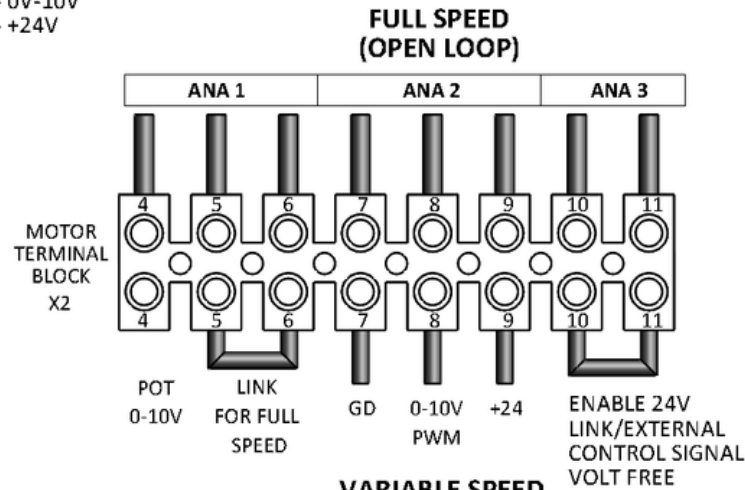 0V-10V
+24V
FULL SPEED
(OPEN LOOP)
ANA 1 ANA 2 ANA 3
4 5 6 7 8 9 10 11
MOTOR
TERMINAL
BLOCK
X2
4 5 6 7 8 9 10 11
POT
0-10V
LINK
FOR FULL
SPEED
GD
0-10V
PWM
+24
ENABLE 24V
LINK/EXTERNAL
CONTROL SIGNAL
VOLT FREE
VARIABLE SPEED